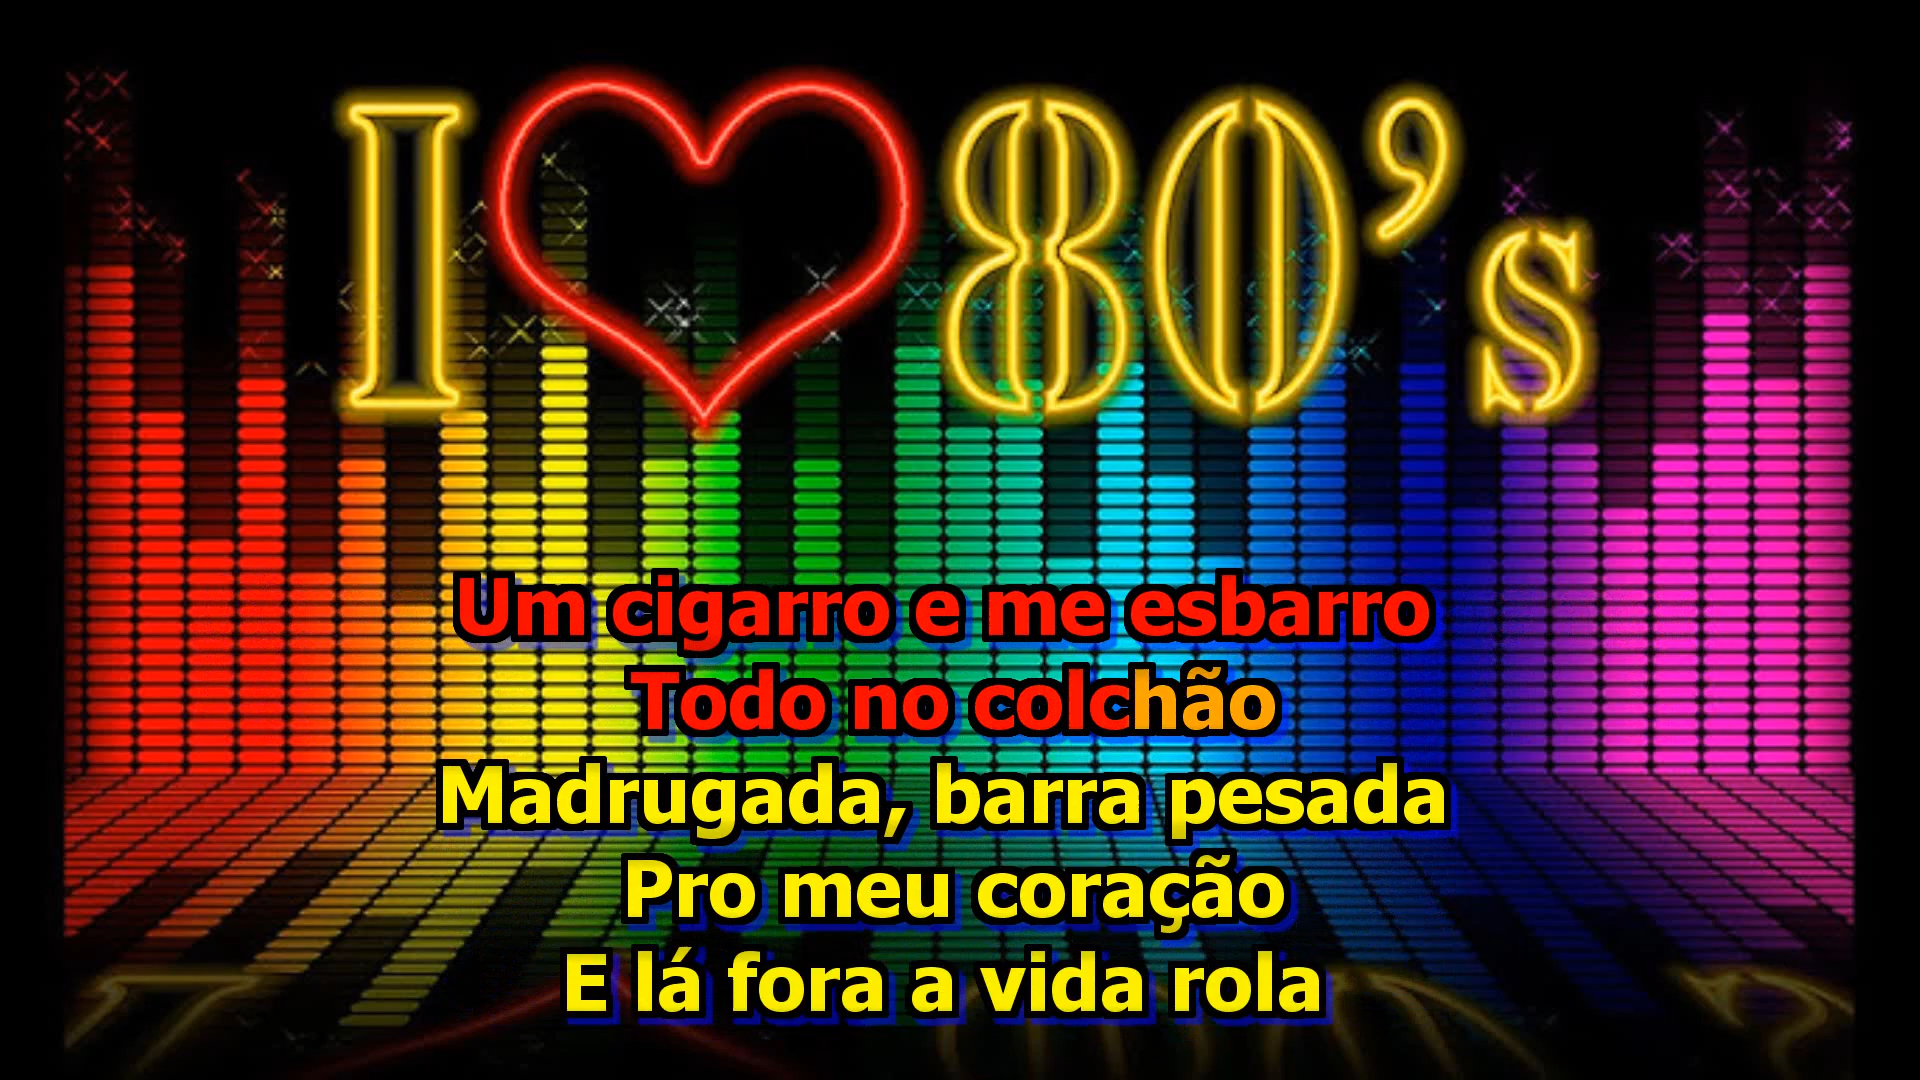 I ❤ 80's
Um cigarro e me esbarro
Todo no colchão
Madrugada, barra pesada
Pro meu coração
E lá fora a vida rola